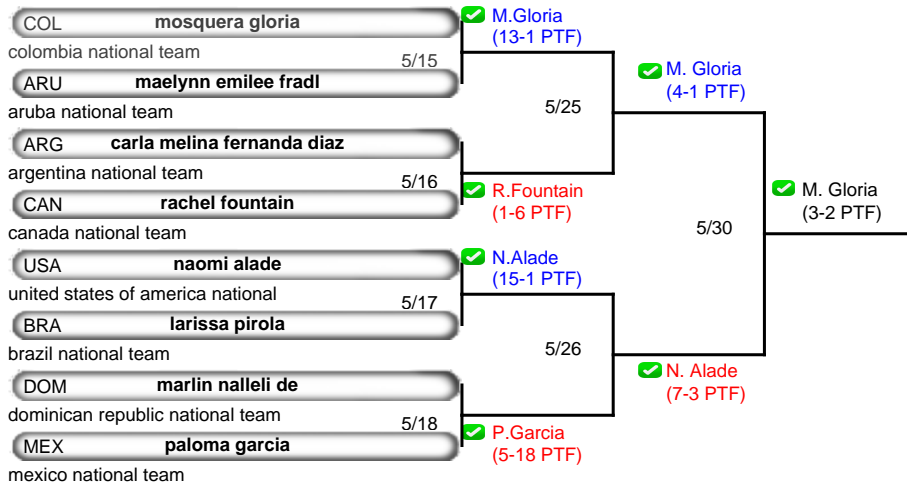 COL mosquera gloria
colombia national team
5/15
ARU maelynn emilee fradl
aruba national team
ARG carla melina fernanda diaz
argentina national team
5/16
CAN rachel fountain
canada national team
USA naomi alade
united states of america national
5/17
BRA larissa pirola
brazil national team
DOM marlin nalleli de
dominican republic national team
5/18
MEX paloma garcia
mexico national team
M.Gloria
(13-1 PTF)
5/25
R.Fountain
(1-6 PTF)
N.Alade
(15-1 PTF)
5/26
P.Garcia
(5-18 PTF)
M. Gloria
(4-1 PTF)
5/30
N. Alade
(7-3 PTF)
M. Gloria
(3-2 PTF)